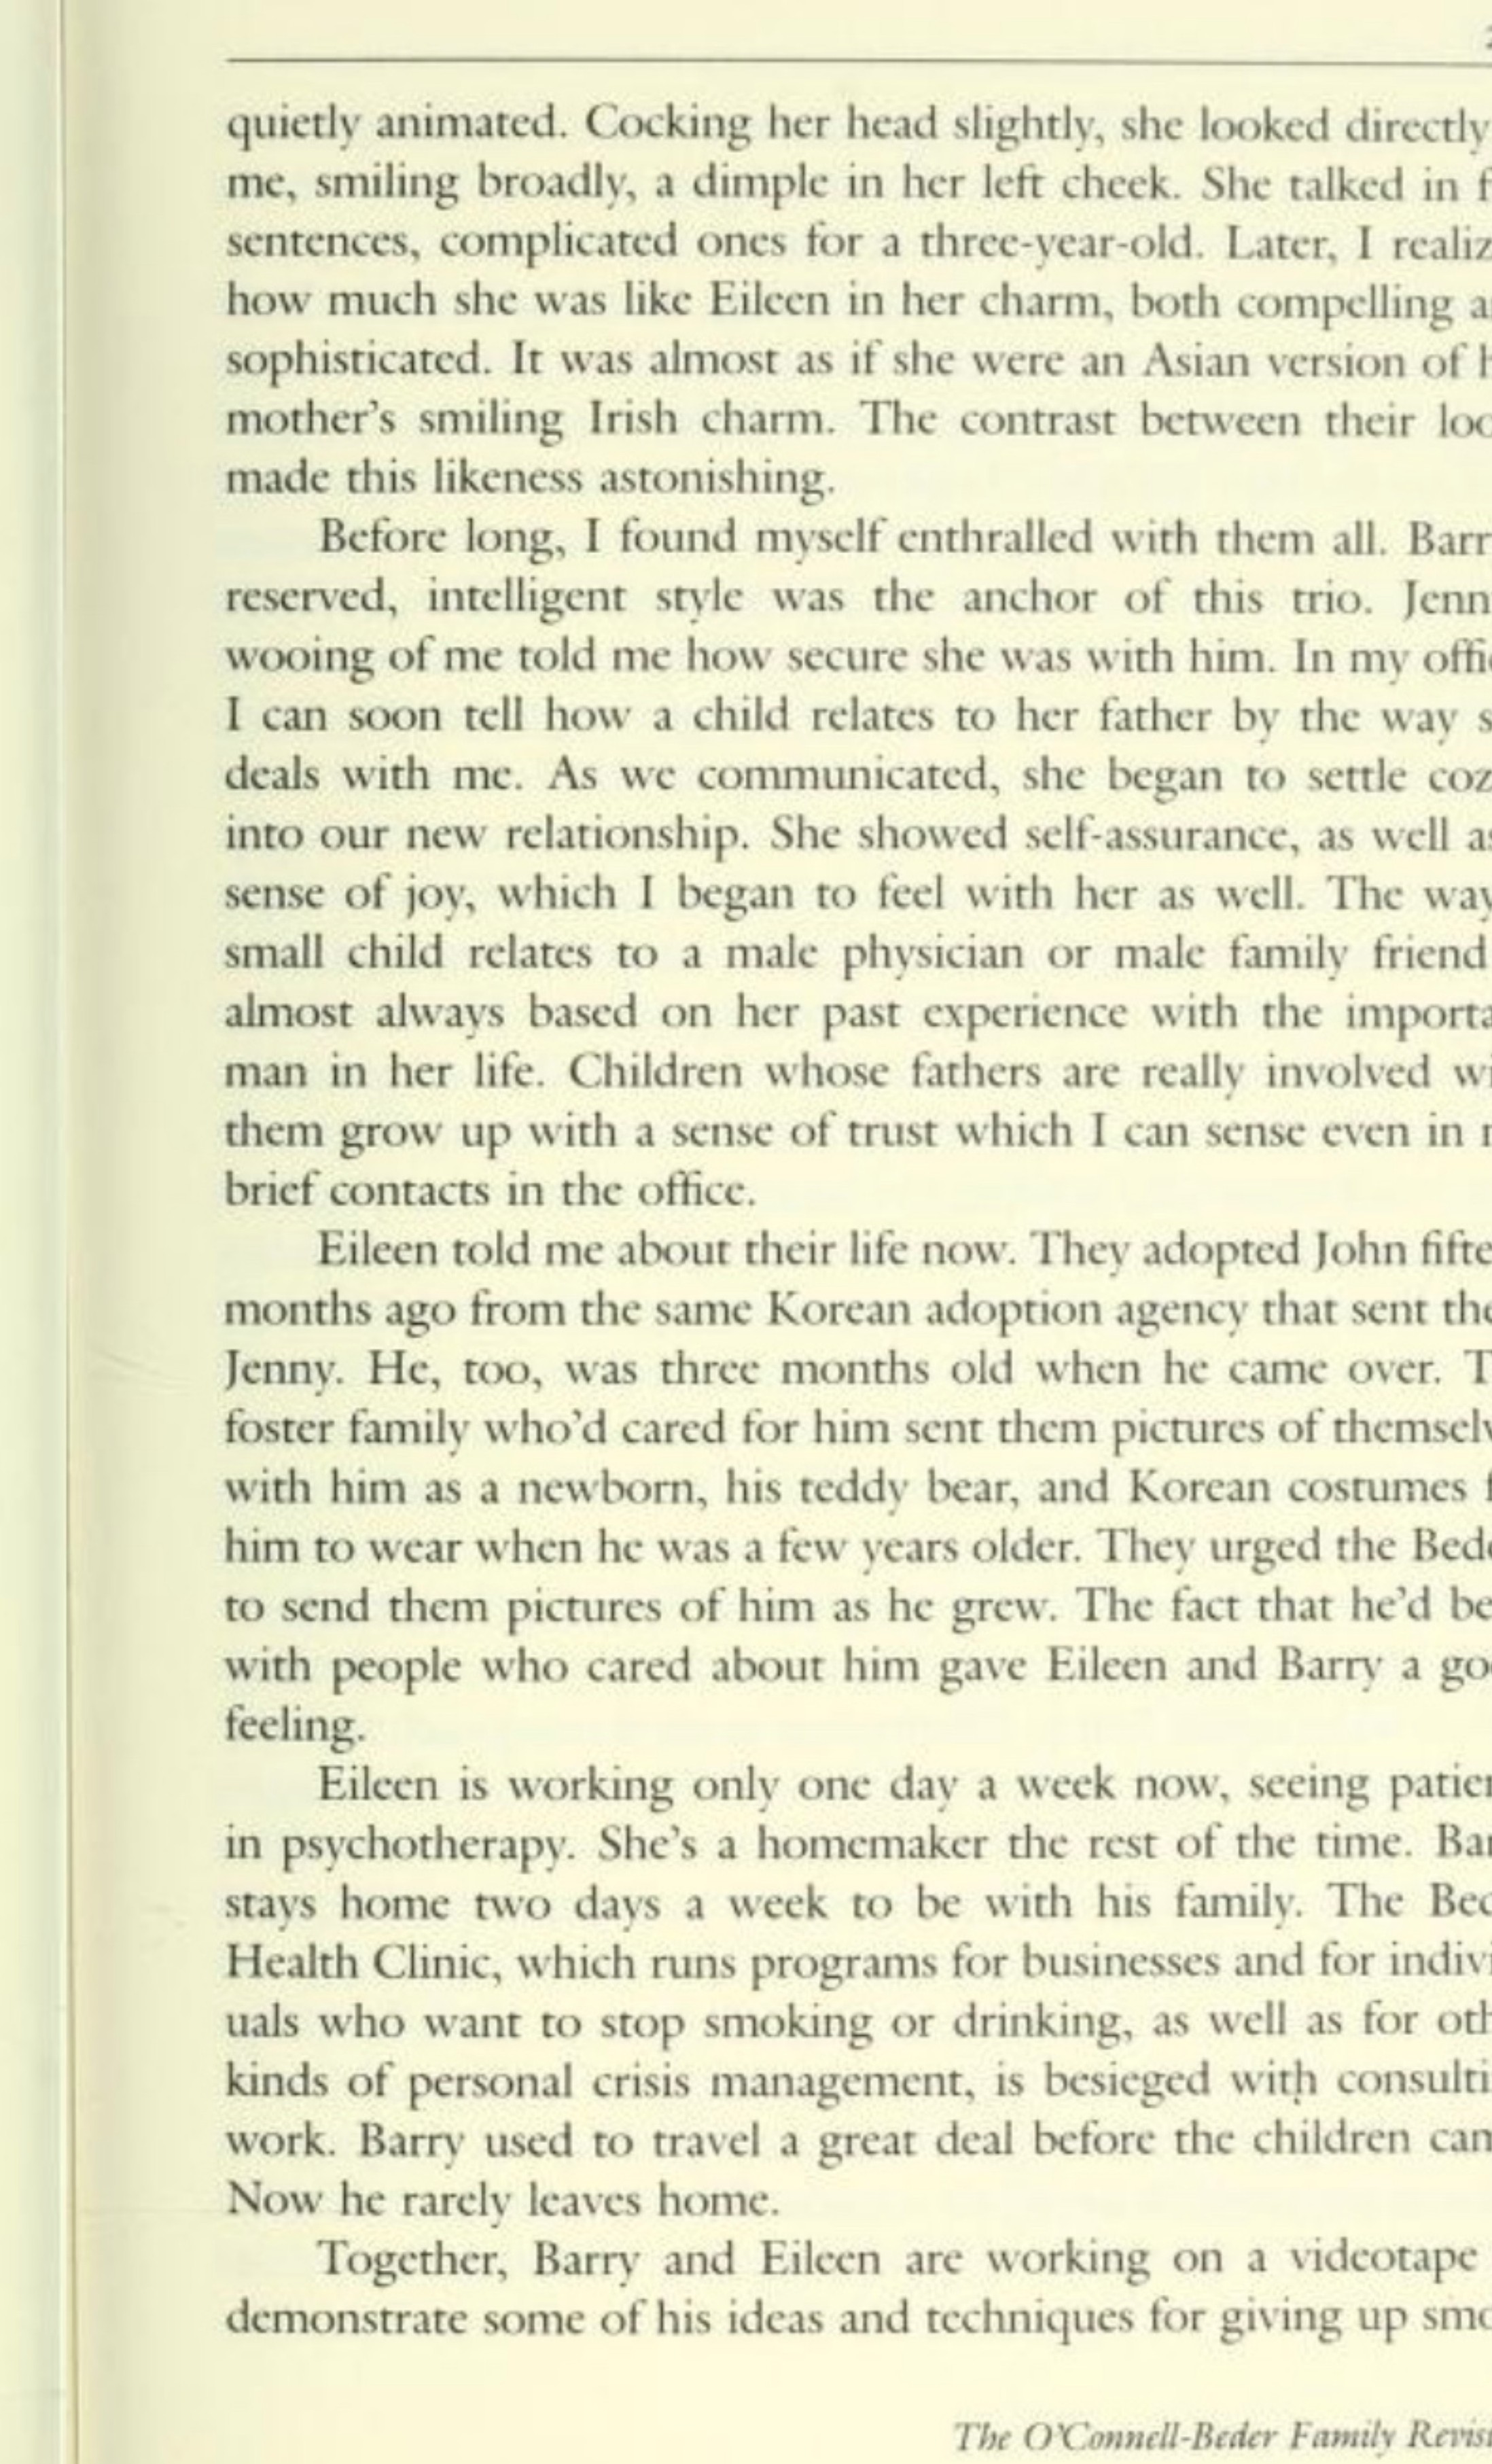 quietly animated. Cocking her head slightly, she looked directly
me, smiling broadly, a dimple in her left cheek. She talked in
sentences, complicated ones for a three-year-old. Later, I realiz
how much she was like Eileen in her charm, both compelling a
sophisticated. It was almost as if she were an Asian version of
mother's smiling Irish charm. The contrast between their loo
made this likeness astonishing.
Before long, I found myself enthralled with them all. Barr
reserved, intelligent style was the anchor of this trio. Jenn
wooing of me told me how secure she was with him. In my offi
I can soon tell how a child relates to her father by the way s
deals with me. As we communicated, she began to settle coz
into our new relationship. She showed self-assurance, as well as
sense of joy, which I began to feel with her as well. The way
small child relates to a male physician or male family friend
almost always based on her past experience with the importa
man in her life. Children whose fathers are really involved wi
them grow up with a sense of trust which I can sense even in
brief contacts in the office.
Eileen told me about their life now. They adopted John fifte
months ago from the same Korean adoption agency that sent the
Jenny. He, too, was three months old when he came over. T
foster family who'd cared for him sent them pictures of themselv
with him as a newborn, his teddy bear, and Korean costumes f
him to wear when he was a few years older. They urged the Bede
to send them pictures of him as he grew. The fact that he'd be
with people who cared about him gave Eileen and Barry a go
feeling.
Eileen is working only one day a week now, seeing patien
in psychotherapy. She's a homemaker the rest of the time. Bar
stays home two days a week to be with his family. The Bed
Health Clinic, which runs programs for businesses and for indivi
uals who want to stop smoking or drinking, as well as for oth
kinds of personal crisis management, is besieged with consulti
work. Barry used to travel a great deal before the children cam
Now he rarely leaves home.
Together, Barry and Eileen are working on a videotape
demonstrate some of his ideas and techniques for giving up smo
The O'Connell-Beder Family Revis